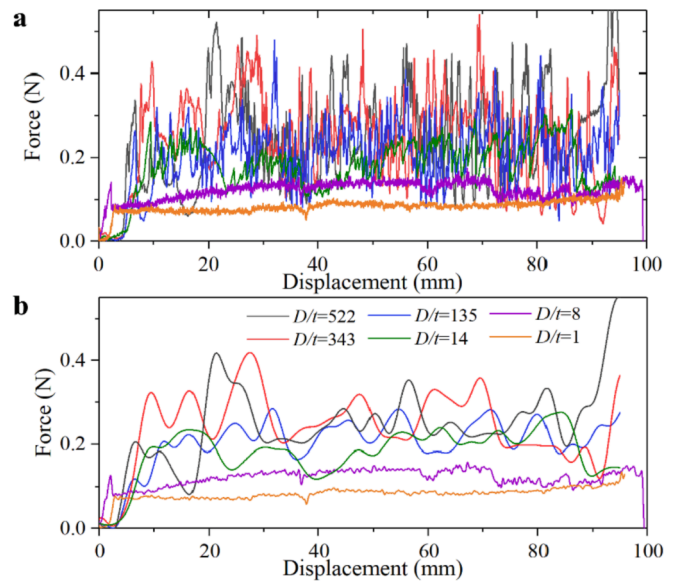 a
0.4
0.2
0.0
Force (N)
0 20 40 60 80 100
Displacement (mm)
b
D/t=522 D/t=135 D/t=8
D/t=343 D/t=14 D/t=1
0.4
0.2
0.0
Force (N)
0 20 40 60 80 100
Displacement (mm)